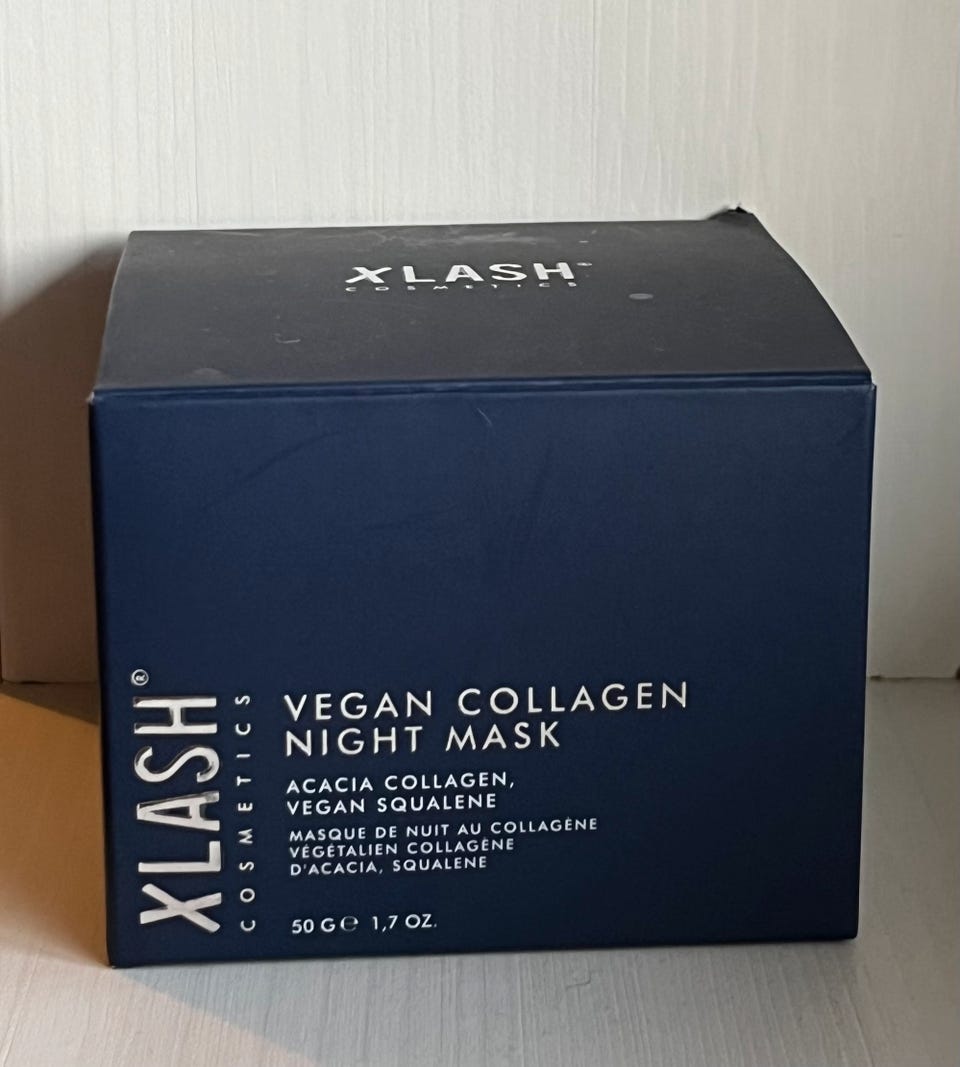 XLASH®
COSMETICS
XLASH®
COSMETICS
VEGAN COLLAGEN
NIGHT MASK
ACACIA COLLAGEN,
VEGAN SQUALENE
MASQUE DE NUIT AU COLLAGÈNE
VÉGÉTALIEN COLLAGÈNE
D'ACACIA, SQUALENE
50 G ℮ 1,7 OZ.